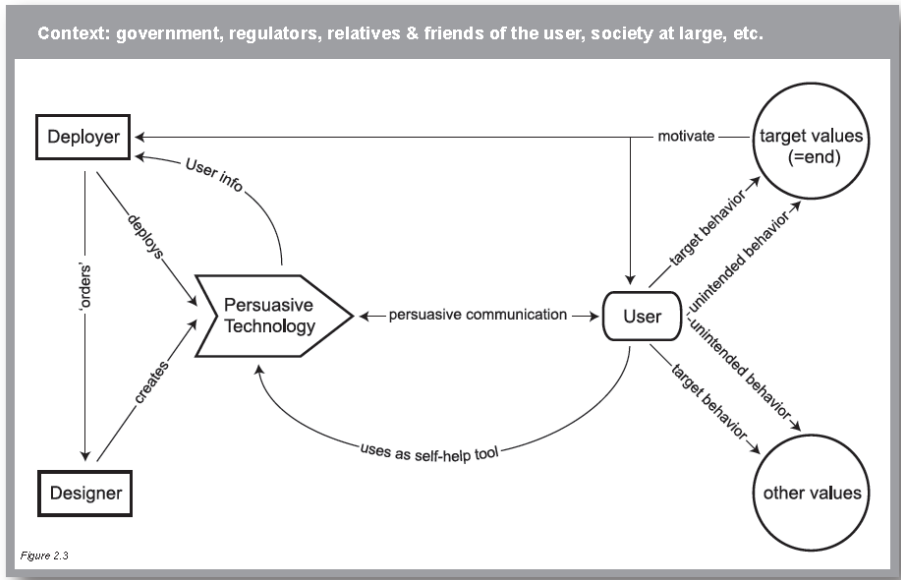 Context: government, regulators, relatives & friends of the user, society at large, etc.
Deployer
motivate
target values
(=end)
User info
deploys
target behavior
unintended behavior
'orders'
Persuasive
Technology
persuasive communication
User
unintended behavior
creates
target behavior
uses as self-help tool
Designer
other values
Figure 2.3